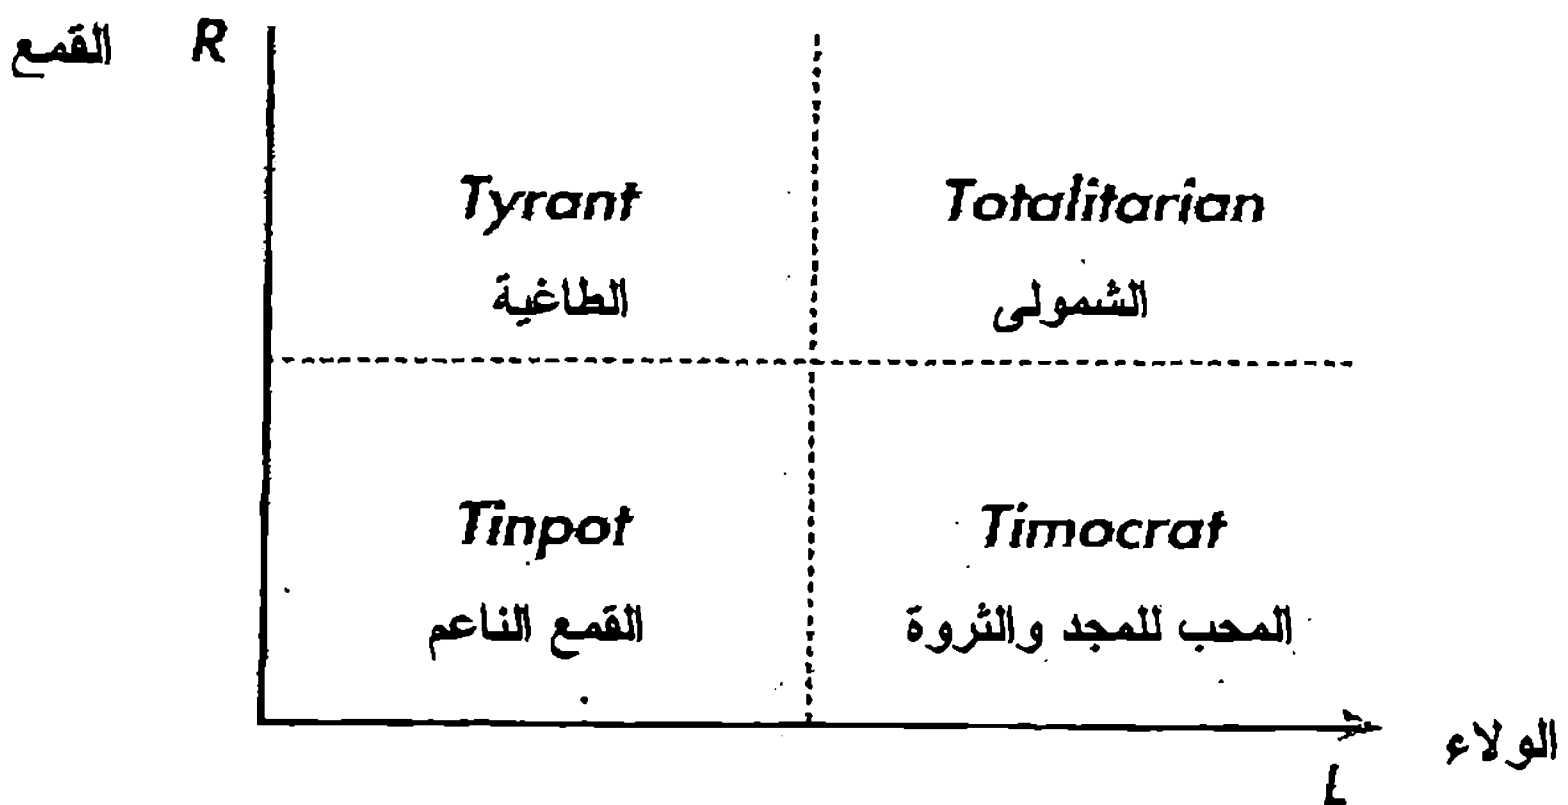 القمع R
Tyrant
الطاغية
Totalitarian
الشمولى
Tinpot
القمع الناعم
Timocrat
المحب للمجد والثروة
الولاء
L